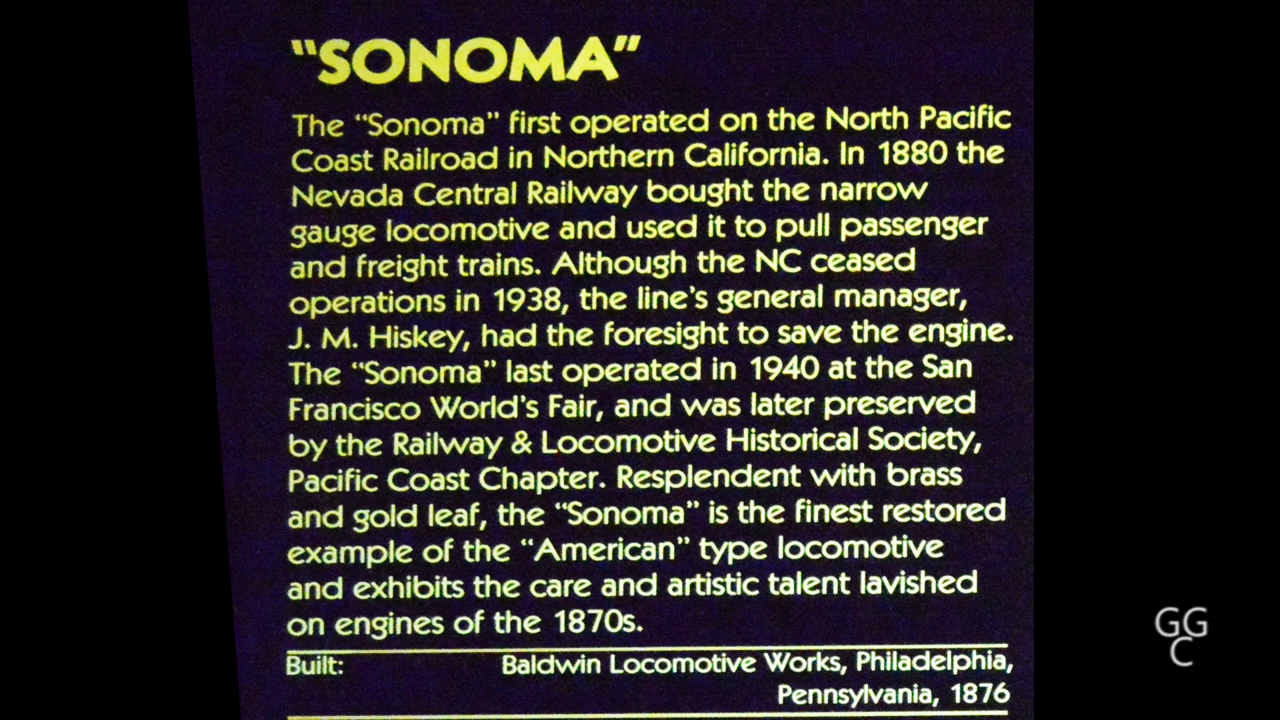 "SONOMA"
The "Sonoma" first operated on the North Pacific
Coast Railroad in Northern California. In 1880 the
Nevada Central Railway bought the narrow
gauge locomotive and used it to pull passenger
and freight trains. Although the NC ceased
operations in 1938, the line's general manager,
J. M. Hiskey, had the foresight to save the engine.
The "Sonoma" last operated in 1940 at the San
Francisco World's Fair, and was later preserved
by the Railway & Locomotive Historical Society,
Pacific Coast Chapter. Resplendent with brass
and gold leaf, the "Sonoma" is the finest restored
example of the "American" type locomotive
and exhibits the care and artistic talent lavished
on engines of the 1870s.
Built: Baldwin Locomotive Works, Philadelphia,
Pennsylvania, 1876
GG
C